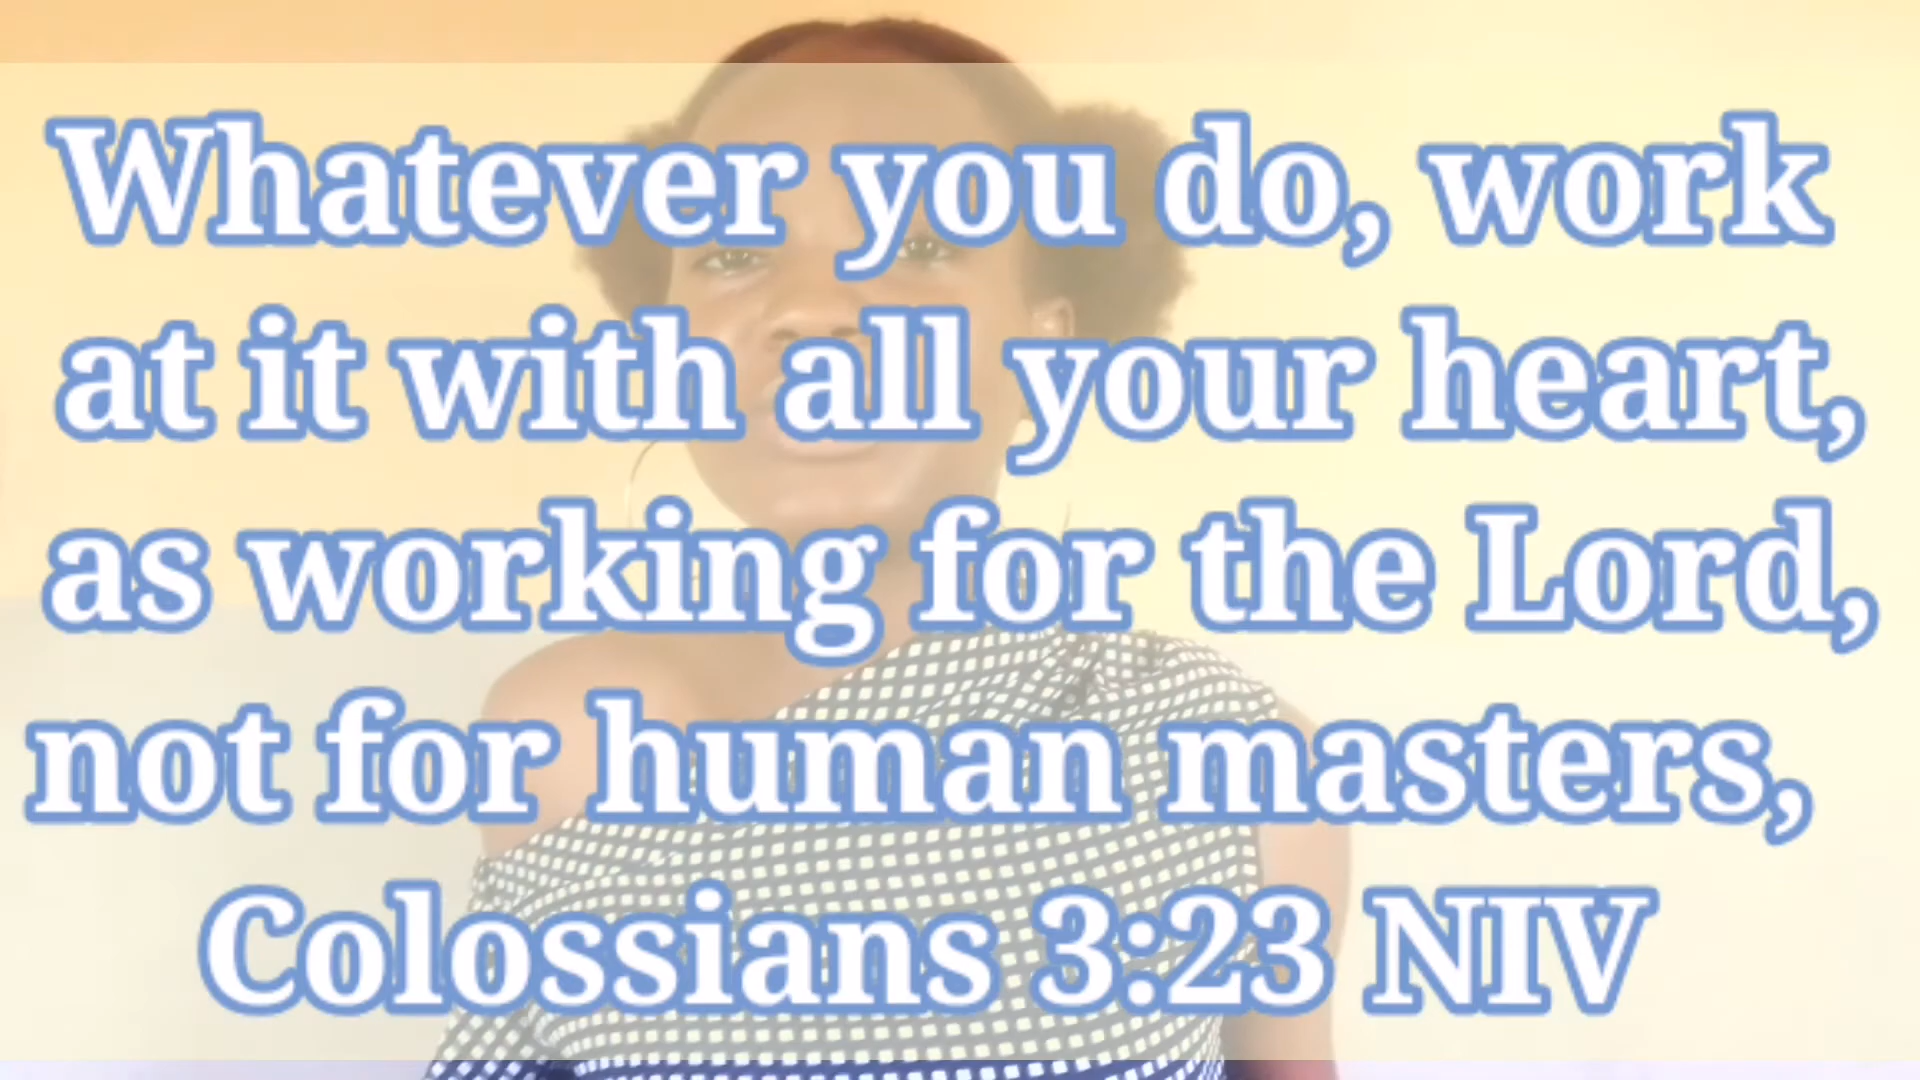 Whatever you do, work
at it with all your heart,
as working for the Lord,
not for human masters,
Colossians 3:23 NIV